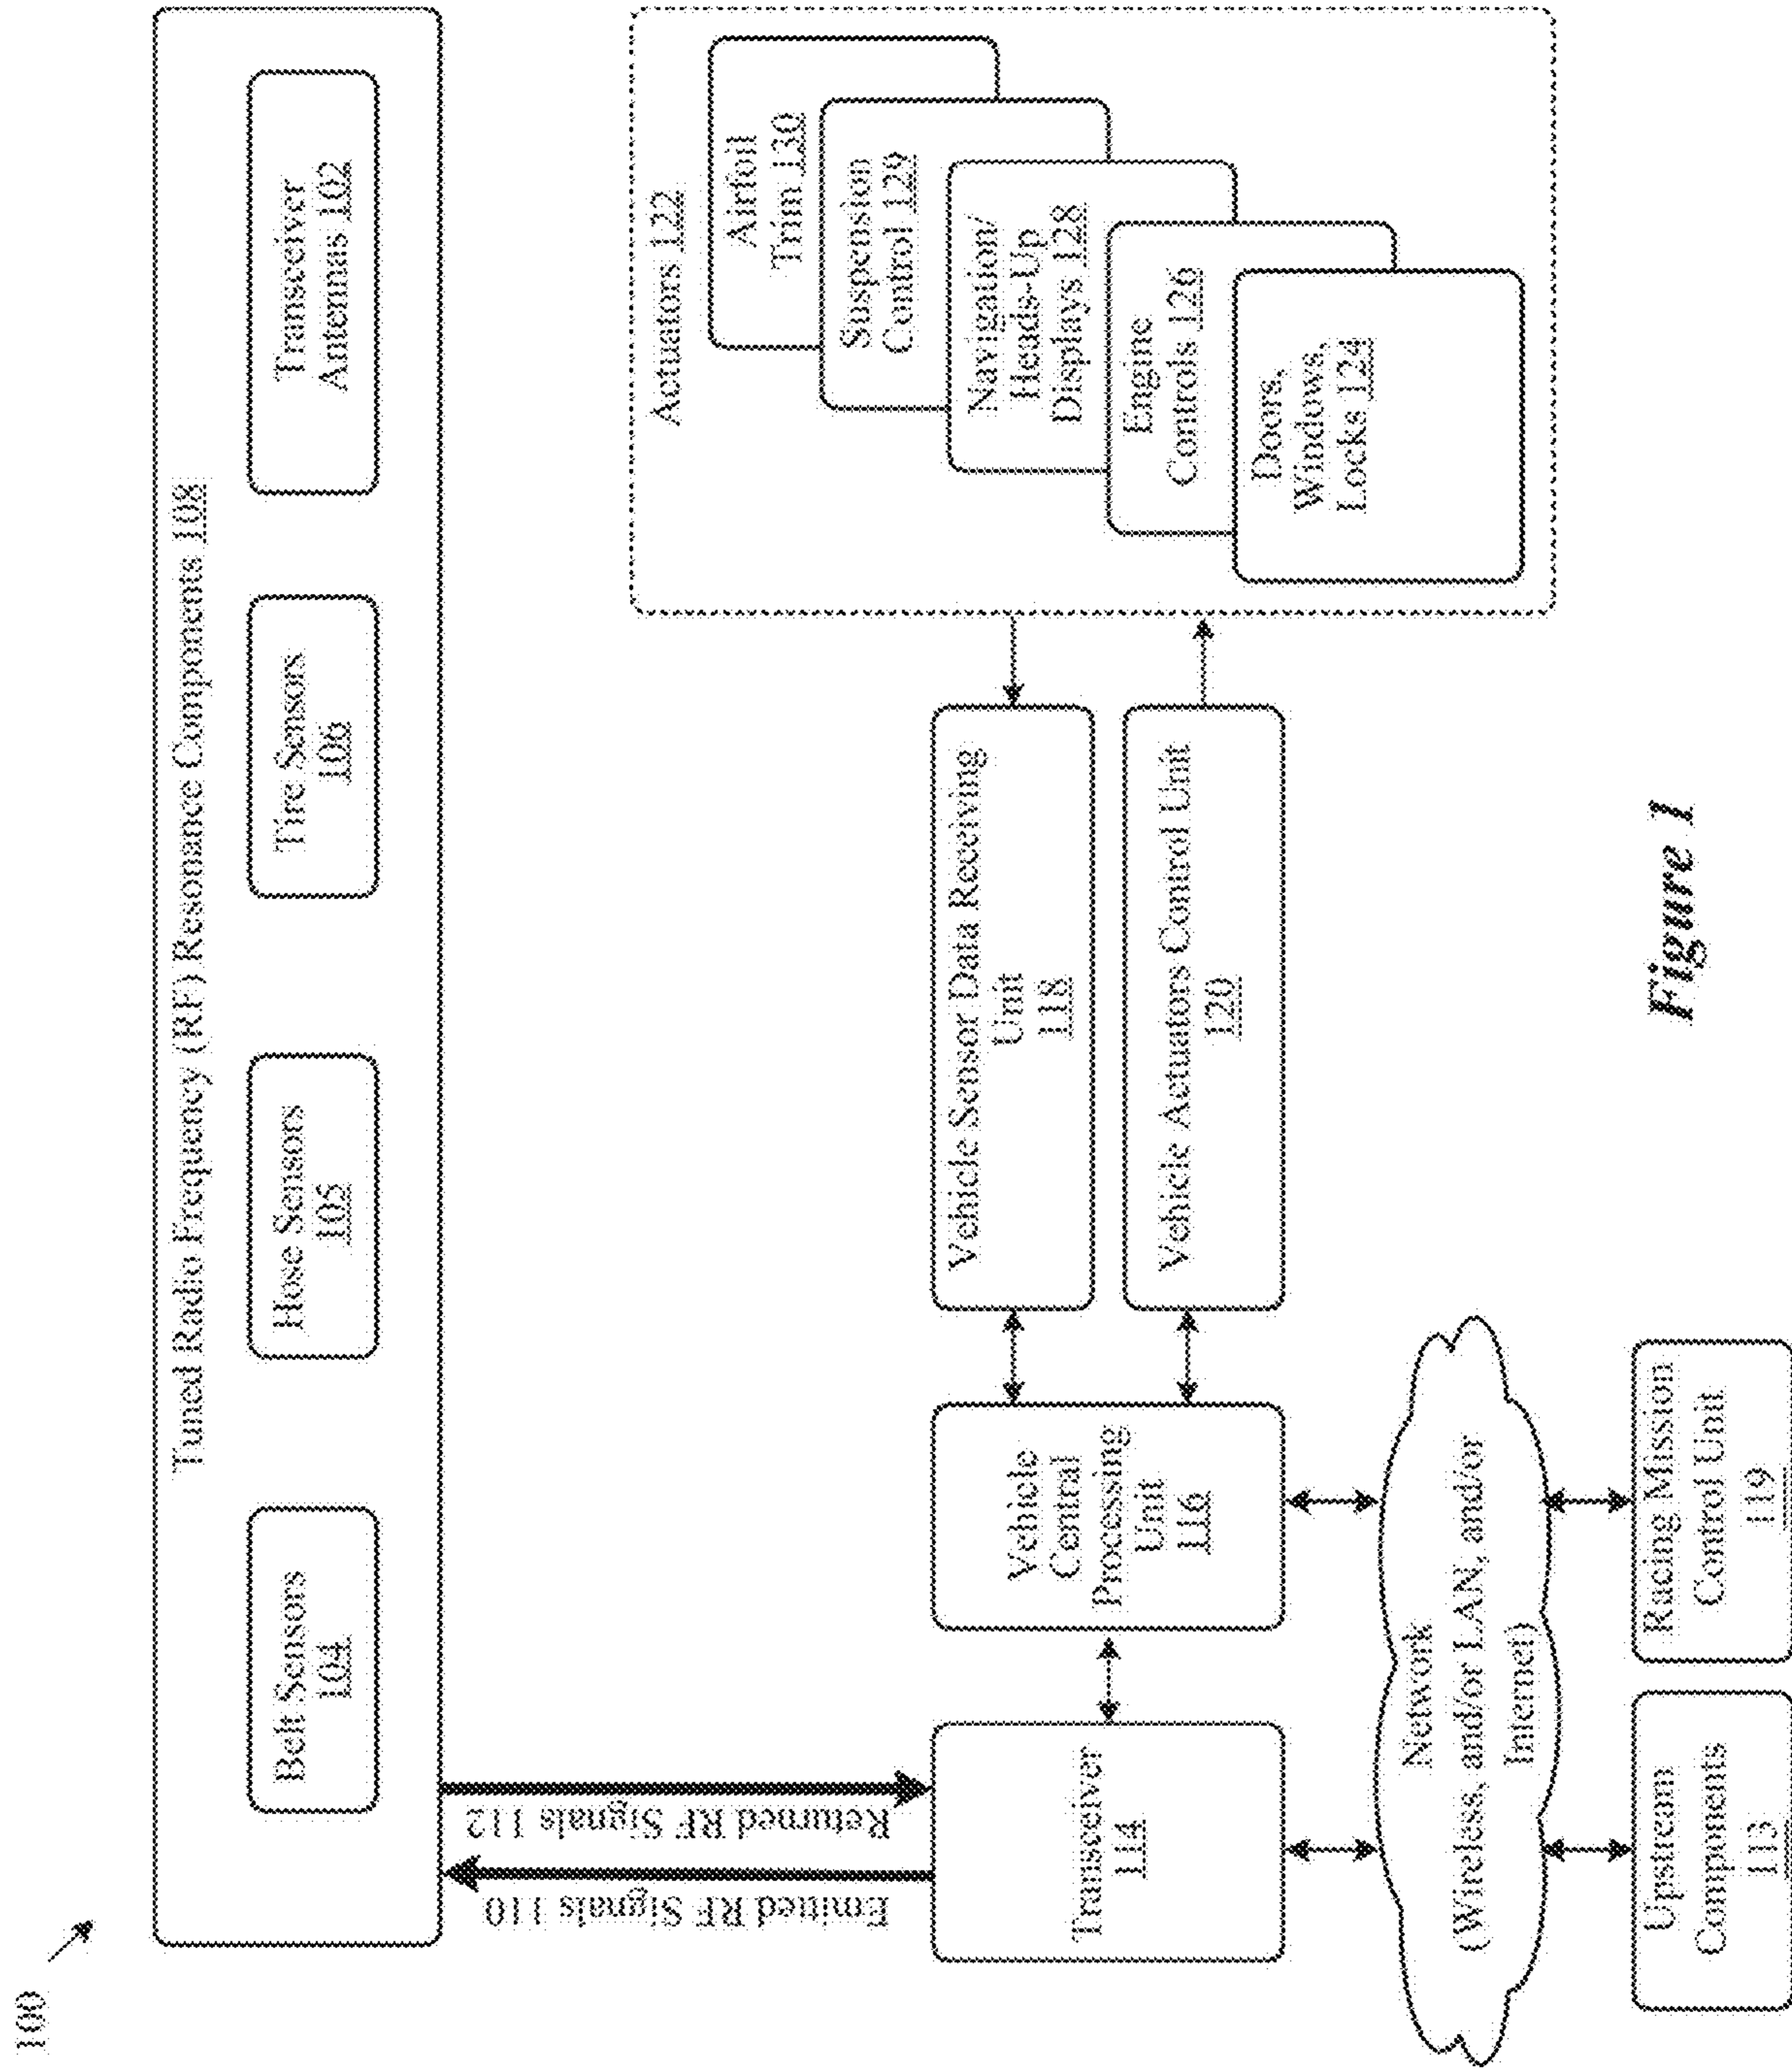 100
Tuned Radio Frequency (RF) Resonance Components 108
Belt Sensors
104
Hose Sensors
105
Tire Sensors
106
Transceiver
Antennas 102
Emitted RF Signals 110
Returned RF Signals 112
Transceiver
114
Vehicle
Central
Processing
Unit
116
Vehicle Sensor Data Receiving
Unit
118
Vehicle Actuators Control Unit
120
Actuators 122
Airfoil
Trim 130
Suspension
Control 129
Navigation/
Heads-Up
Displays 128
Engine
Controls 126
Doors,
Windows,
Locks 124
Network
(Wireless, and/or LAN, and/or
Internet)
Upstream
Components
113
Racing Mission
Control Unit
119
Figure 1